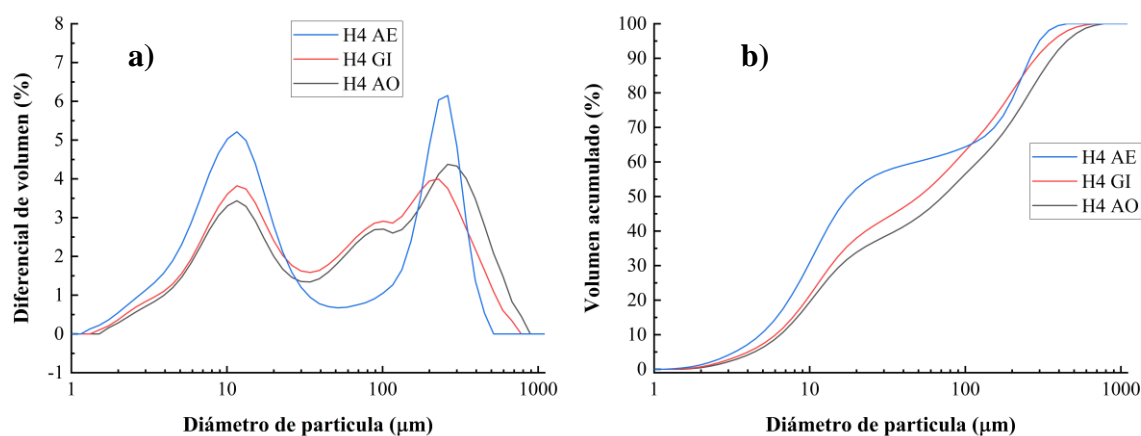 a)
H4 AE
H4 GI
H4 AO
Diferencial de volumen (%)
8
7
6
5
4
3
2
1
0
-1
1
10
100
1000
Diámetro de particula (μm)
b)
H4 AE
H4 GI
H4 AO
Volumen acumulado (%)
100
90
80
70
60
50
40
30
20
10
0
1
10
100
1000
Diámetro de particula (μm)